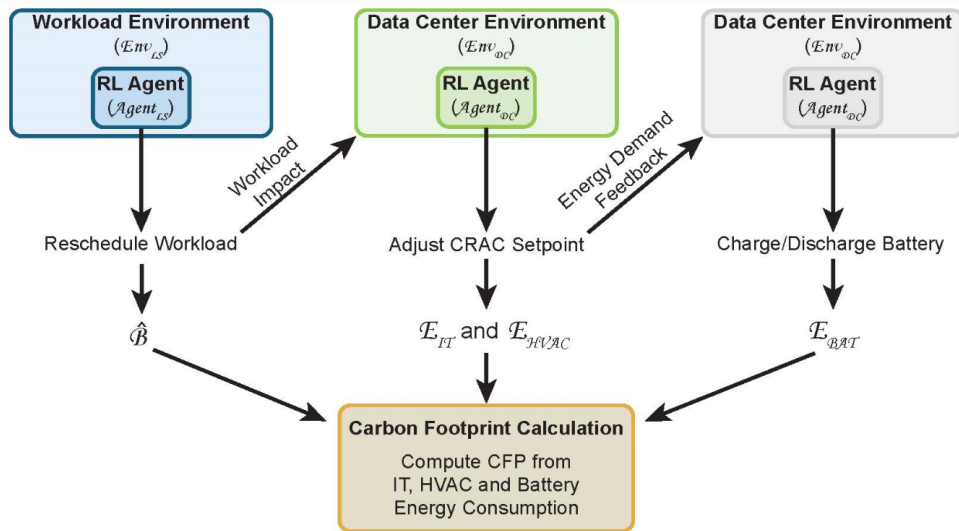 Workload Environment
(Env_LS)
RL Agent
(Agent_LS)
Data Center Environment
(Env_DC)
RL Agent
(Agent_DC)
Data Center Environment
(Env_DC)
RL Agent
(Agent_DC)
Workload
Impact
Energy Demand
Feedback
Reschedule Workload
Adjust CRAC Setpoint
Charge/Discharge Battery
B̂
E_IT and E_HVAC
E_BAT
Carbon Footprint Calculation
Compute CFP from
IT, HVAC and Battery
Energy Consumption